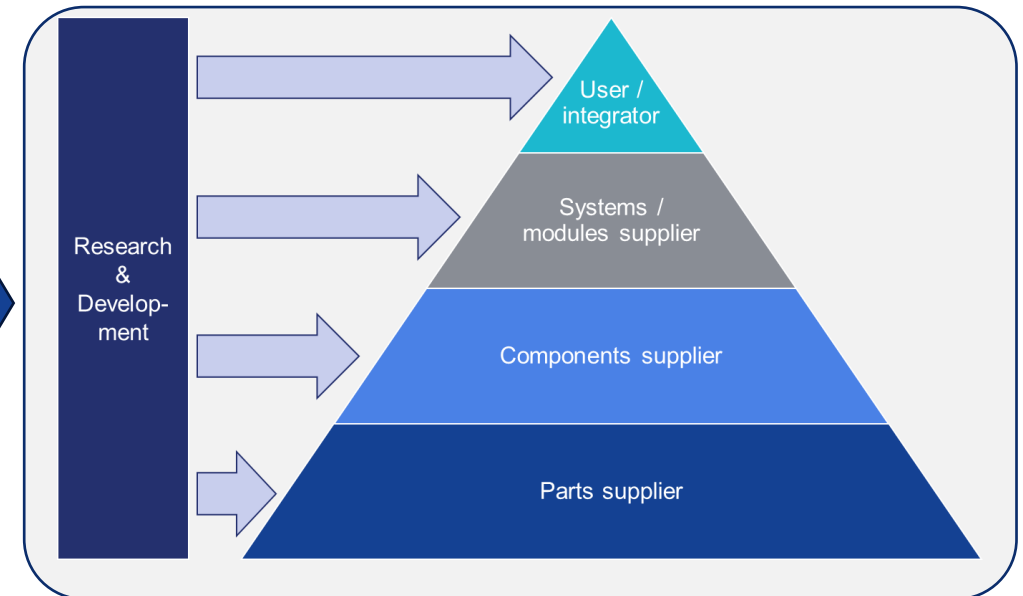 Research
&
Develop-
ment
User /
integrator
Systems /
modules supplier
Components supplier
Parts supplier